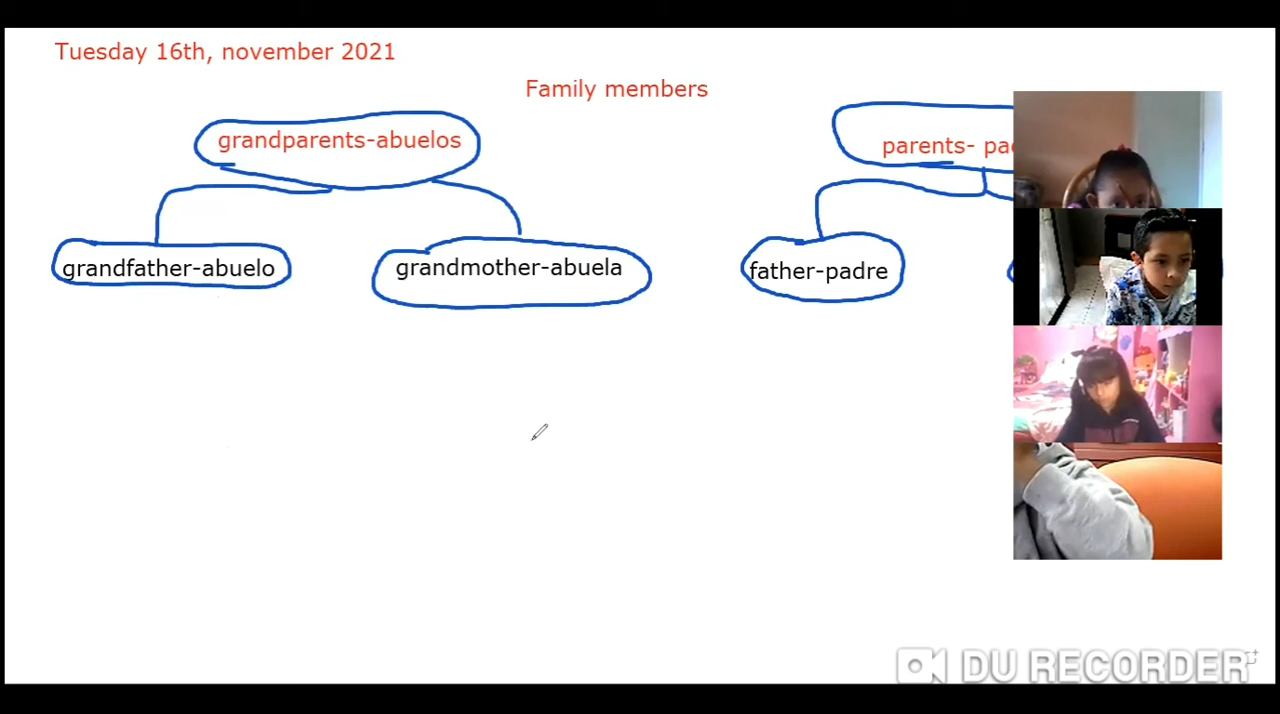 Tuesday 16th, november 2021
Family members
grandparents-abuelos
parents-
grandfather-abuelo
grandmother-abuela
father-padre
DU RECORDER